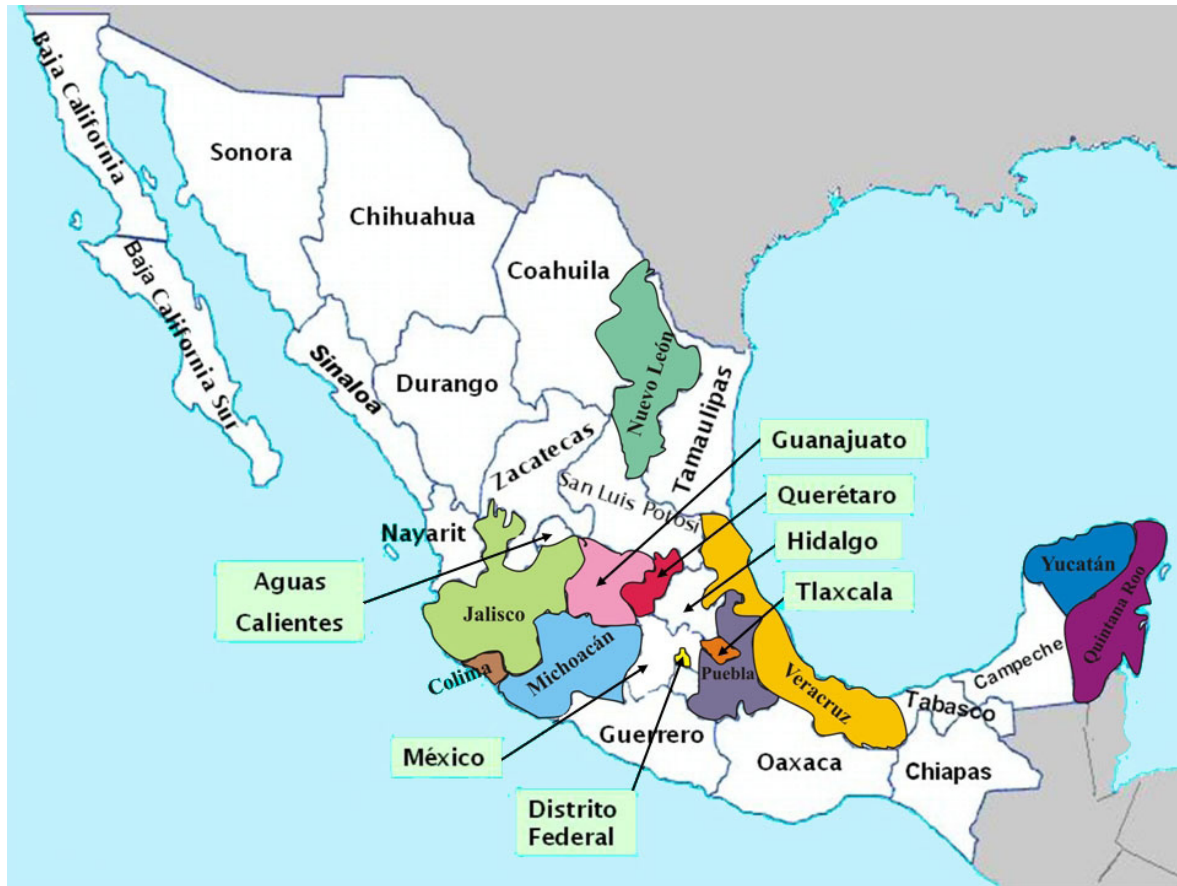 Baja California
Sonora
Chihuahua
Coahuila
Baja California Sur
Sinaloa
Durango
Nuevo León
Tamaulipas
Zacatecas
San Luis Potosi
Guanajuato
Querétaro
Hidalgo
Tlaxcala
Nayarit
Aguas
Calientes
Jalisco
Colima
Michoacán
Puebla
Veracruz
Yucatán
Quintana Roo
Campeche
Tabasco
México
Guerrero
Oaxaca
Chiapas
Distrito
Federal